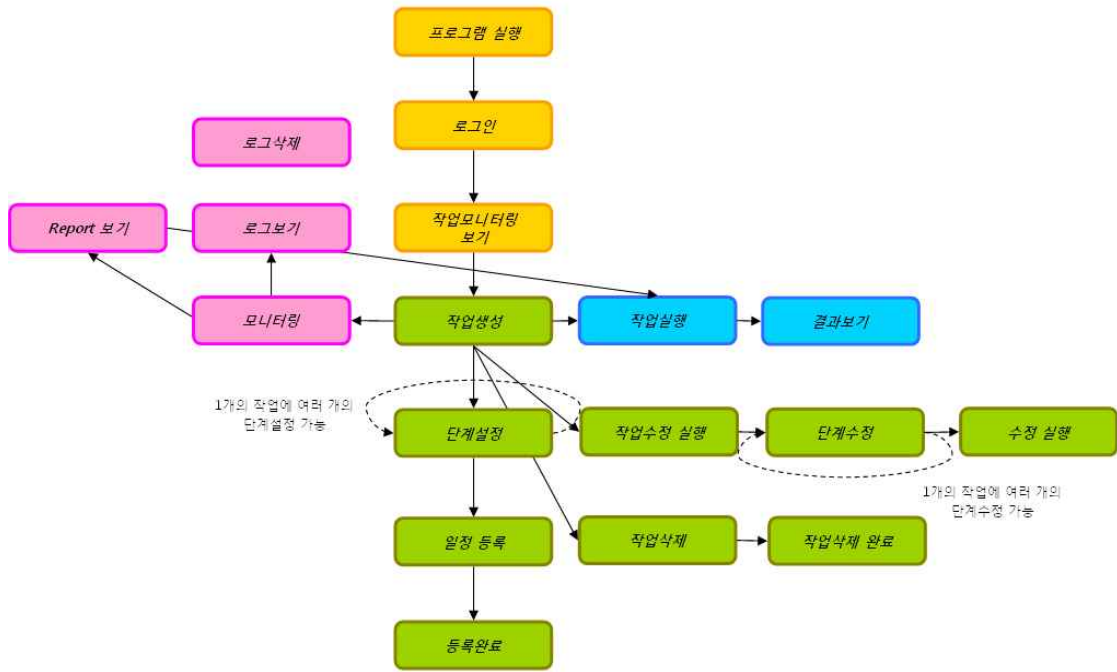 프로그램 실행
로그인
로그삭제
Report 보기
로그보기
작업모니터링
보기
모니터링
작업생성
작업실행
결과보기
1개의 작업에 여러 개의
단계설정 가능
단계설정
작업수정 실행
단계수정
수정 실행
1개의 작업에 여러 개의
단계수정 가능
일정 등록
작업삭제
작업삭제 완료
등록완료